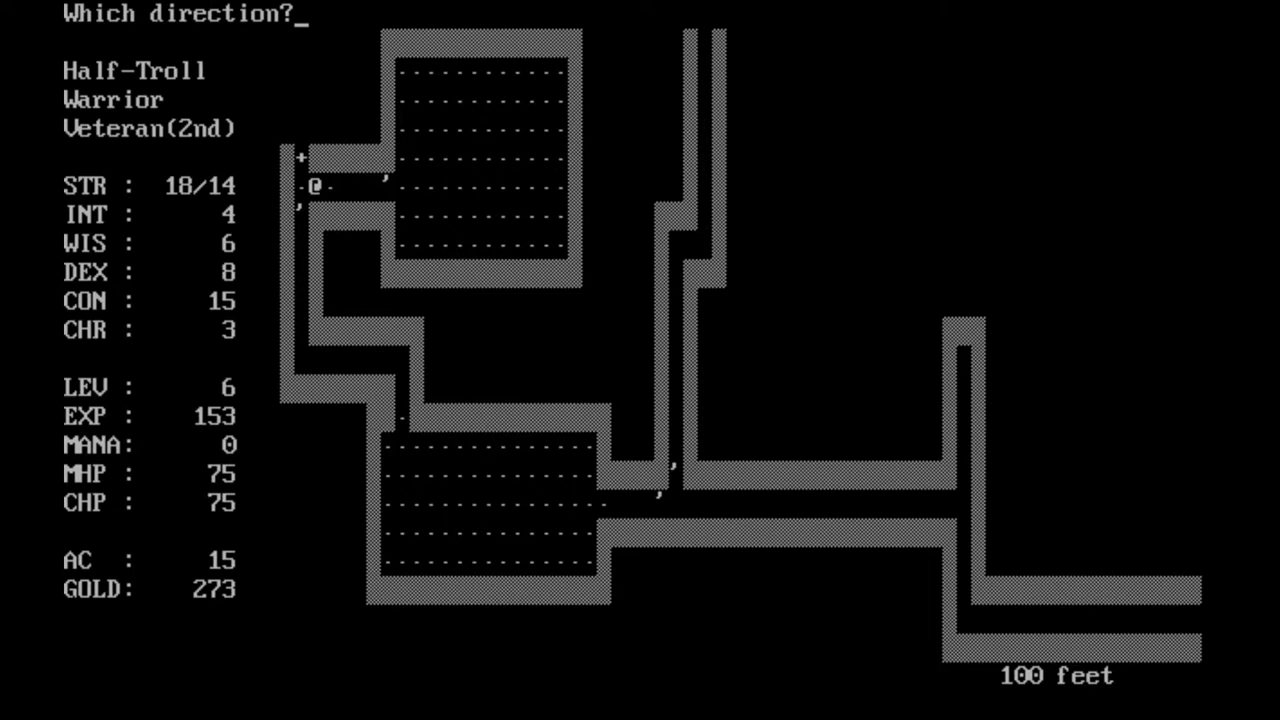 Which direction?_
Half-Troll
Warrior
Veteran(2nd)
STR : 18/14
INT : 4
WIS : 6
DEX : 8
CON : 15
CHR : 3
LEV : 6
EXP : 153
MANA: 0
MHP : 75
CHP : 75
AC : 15
GOLD: 273
100 feet